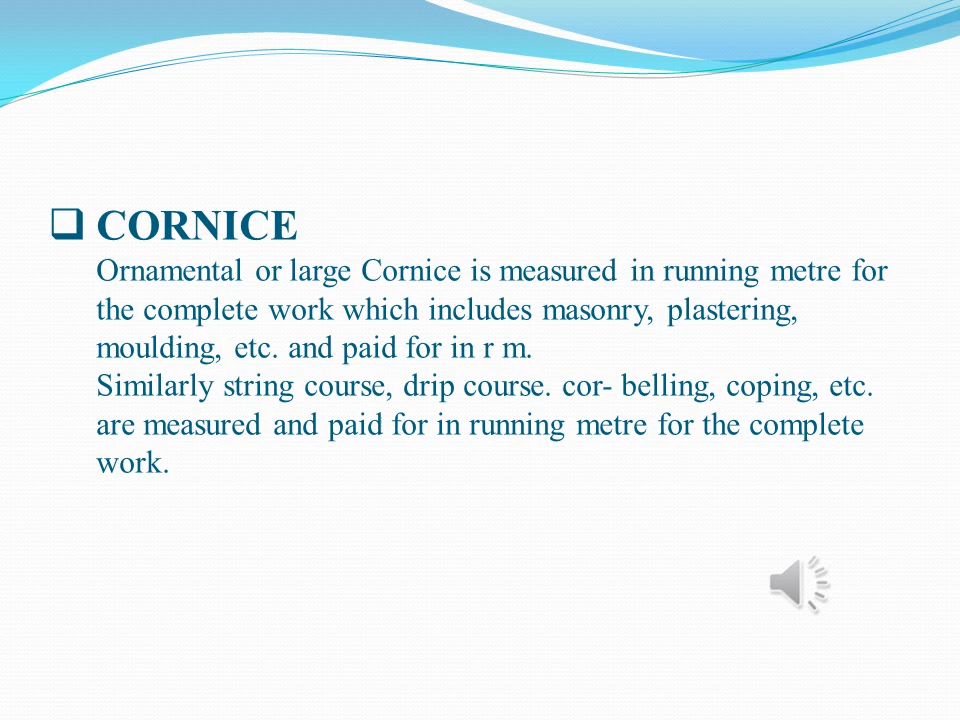 CORNICE
Ornamental or large Cornice is measured in running metre for
the complete work which includes masonry, plastering,
moulding, etc. and paid for in r m.
Similarly string course, drip course. cor- belling, coping, etc.
are measured and paid for in running metre for the complete
work.